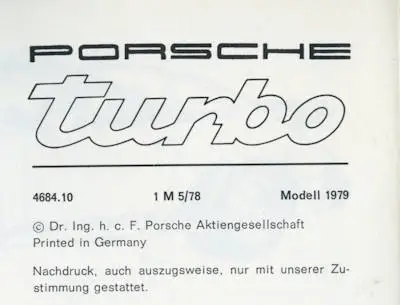 PORSCHE
turbo
4684.10 1 M 5/78 Modell 1979
© Dr. Ing. h. c. F. Porsche Aktiengesellschaft
Printed in Germany
Nachdruck, auch auszugsweise, nur mit unserer Zu-
stimmung gestattet.